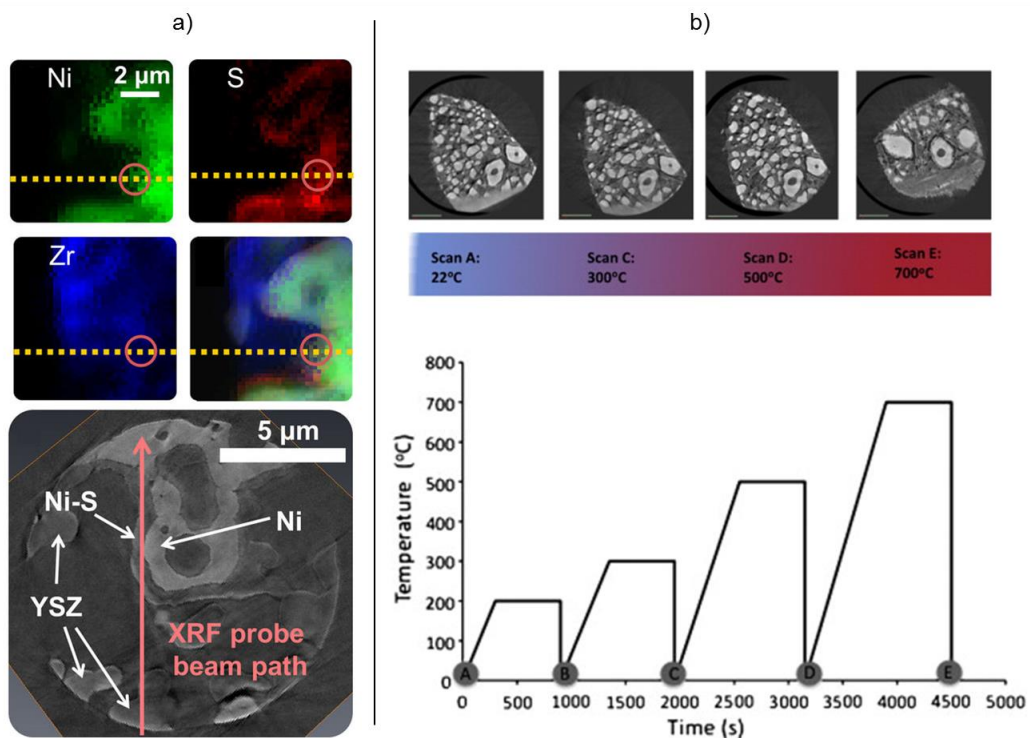 a)
Ni
2 μm
S
Zr
5 μm
Ni-S
Ni
YSZ
XRF probe
beam path
b)
Scan A:
22°C
Scan C:
300°C
Scan D:
500°C
Scan E:
700°C
Temperature (°C)
800
700
600
500
400
300
200
100
0
A
B
C
D
E
0
500
1000
1500
2000
2500
3000
3500
4000
4500
5000
Time (s)